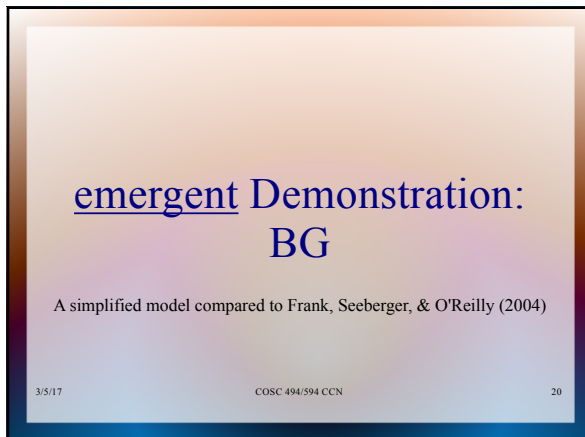 emergent Demonstration:
BG
A simplified model compared to Frank, Seeberger, & O'Reilly (2004)
3/5/17 COSC 494/594 CCN 20